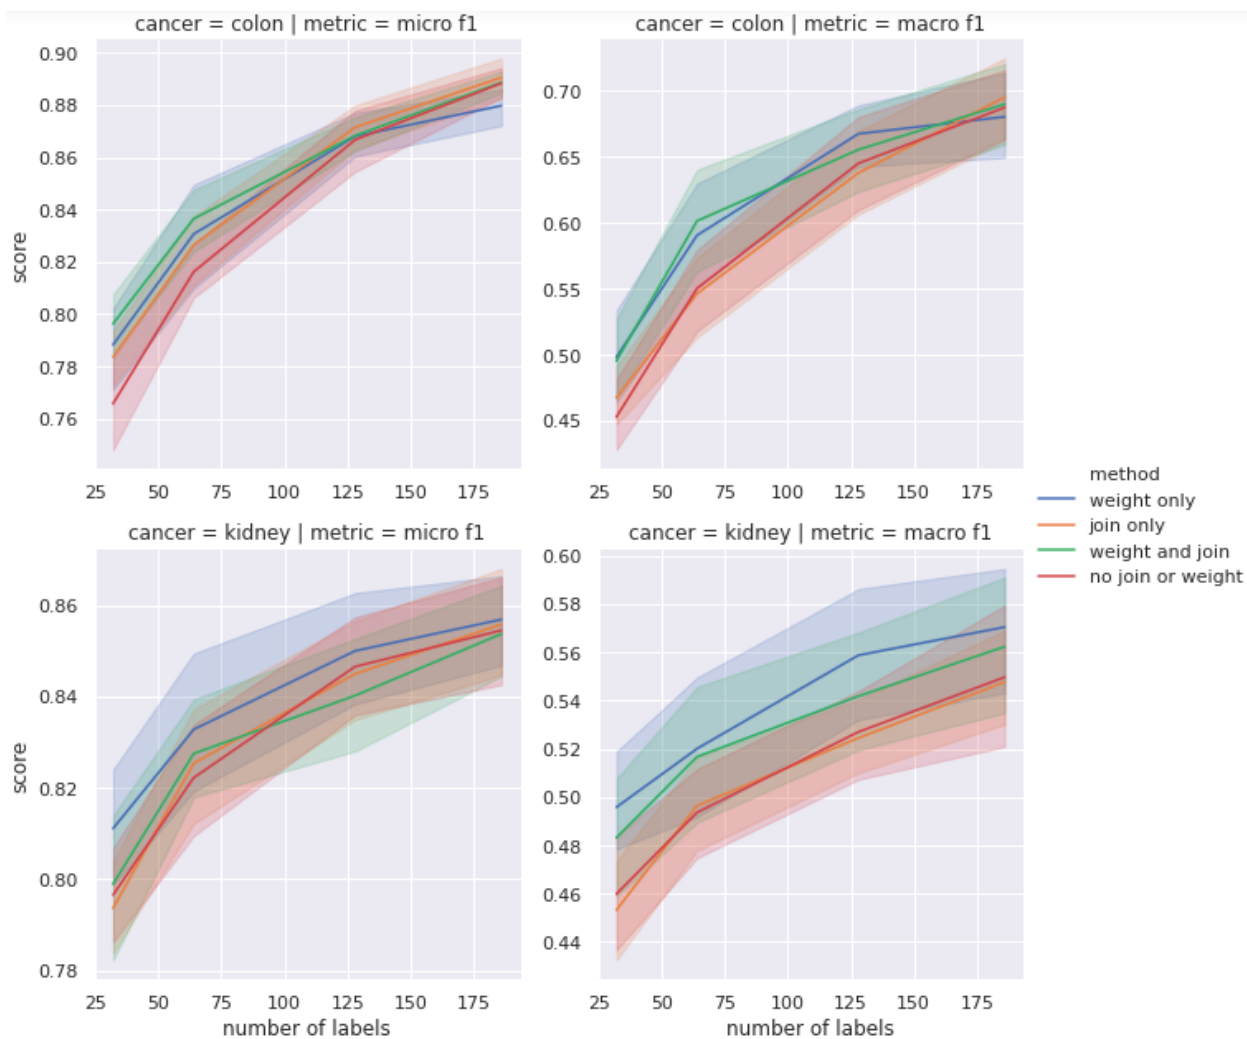 cancer = colon | metric = micro f1
cancer = colon | metric = macro f1
score
0.90
0.88
0.86
0.84
0.82
0.80
0.78
0.76
25 50 75 100 125 150 175
0.70
0.65
0.60
0.55
0.50
0.45
25 50 75 100 125 150 175
method
weight only
join only
weight and join
no join or weight
cancer = kidney | metric = micro f1
cancer = kidney | metric = macro f1
score
0.86
0.84
0.82
0.80
0.78
25 50 75 100 125 150 175
number of labels
0.60
0.58
0.56
0.54
0.52
0.50
0.48
0.46
0.44
25 50 75 100 125 150 175
number of labels